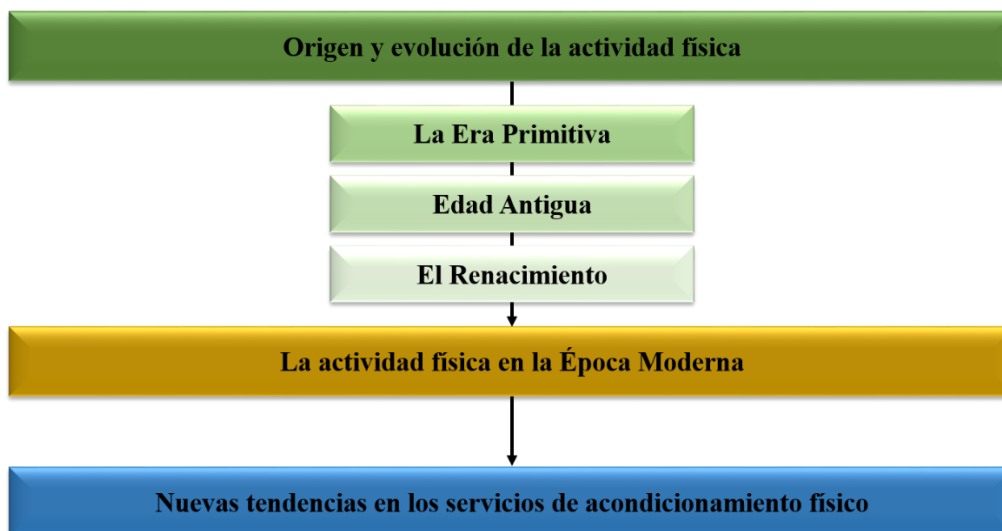 Origen y evolución de la actividad física
La Era Primitiva
Edad Antigua
El Renacimiento
La actividad física en la Época Moderna
Nuevas tendencias en los servicios de acondicionamiento físico